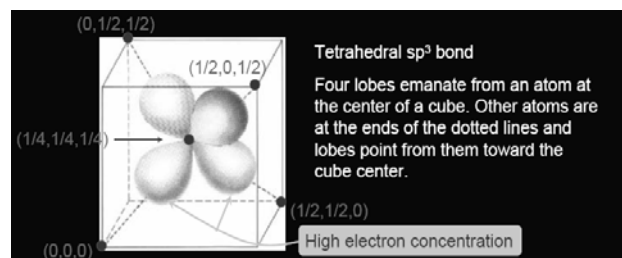 (0,1/2,1/2)
(1/2,0,1/2)
(1/4,1/4,1/4)
(1/2,1/2,0)
(0,0,0)
Tetrahedral sp³ bond
Four lobes emanate from an atom at
the center of a cube. Other atoms are
at the ends of the dotted lines and
lobes point from them toward the
cube center.
High electron concentration